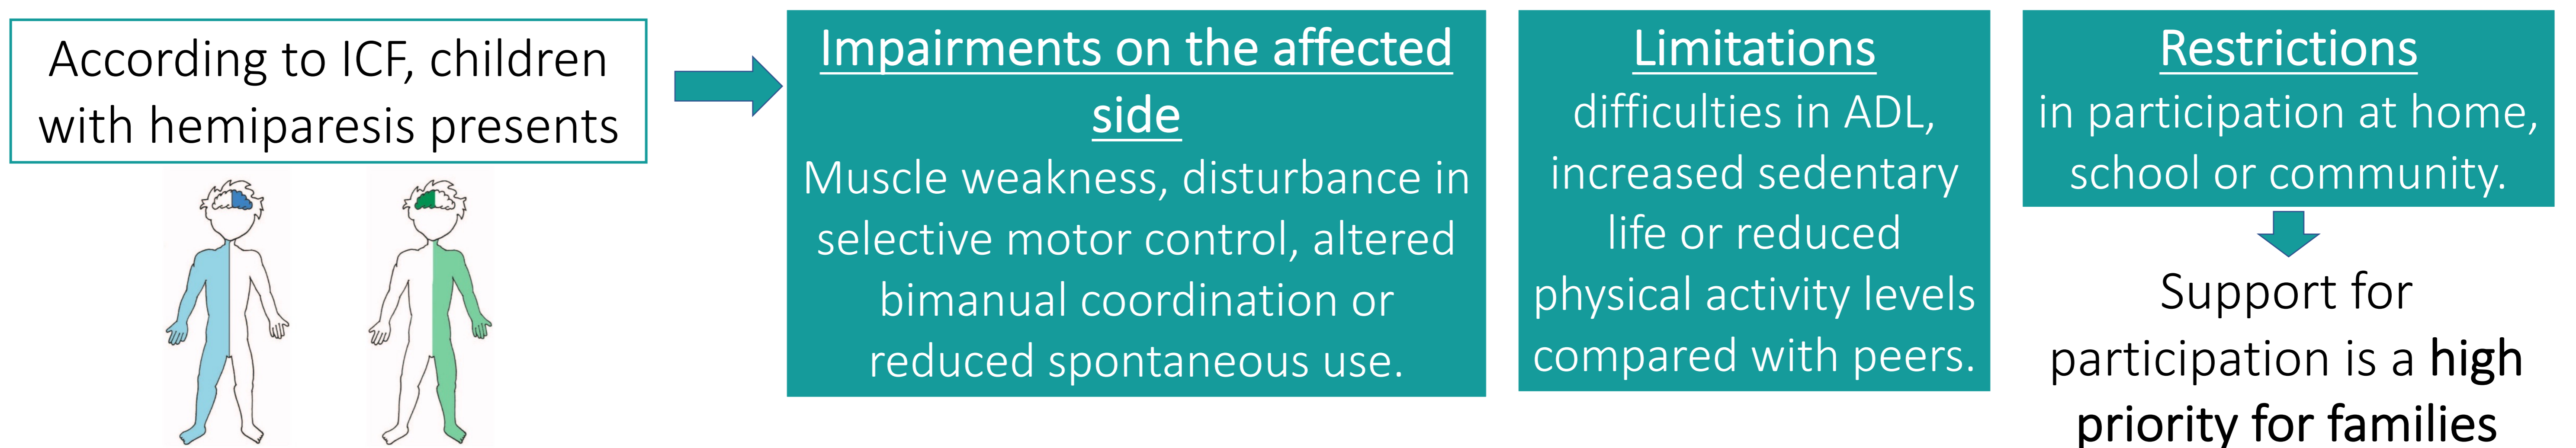 According to ICF, children
with hemiparesis presents
Impairments on the affected
side
Muscle weakness, disturbance in
selective motor control, altered
bimanual coordination or
reduced spontaneous use.
Limitations
difficulties in ADL,
increased sedentary
life or reduced
physical activity levels
compared with peers.
Restrictions
in participation at home,
school or community.
Support for
participation is a high
priority for families